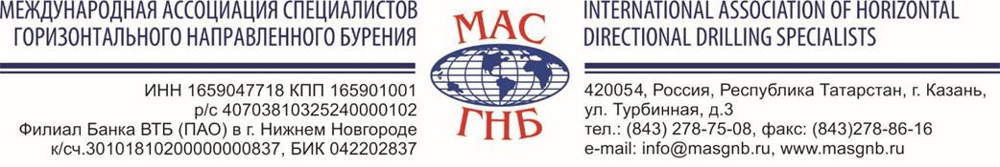 МЕЖДУНАРОДНАЯ АССОЦИАЦИЯ СПЕЦИАЛИСТОВ
ГОРИЗОНТАЛЬНОГО НАПРАВЛЕННОГО БУРЕНИЯ
ИНН 1659047718 КПП 165901001
р/с 40703810325240000102
Филиал Банка ВТБ (ПАО) в г. Нижнем Новгороде
к/сч.30101810200000000837, БИК 042202837
МАС
ГНБ
INTERNATIONAL ASSOCIATION OF HORIZONTAL
DIRECTIONAL DRILLING SPECIALISTS
420054, Россия, Республика Татарстан, г. Казань,
ул. Турбинная, д.3
тел.: (843) 278-75-08, факс: (843)278-86-16
e-mail: info@masgnb.ru, www.masgnb.ru